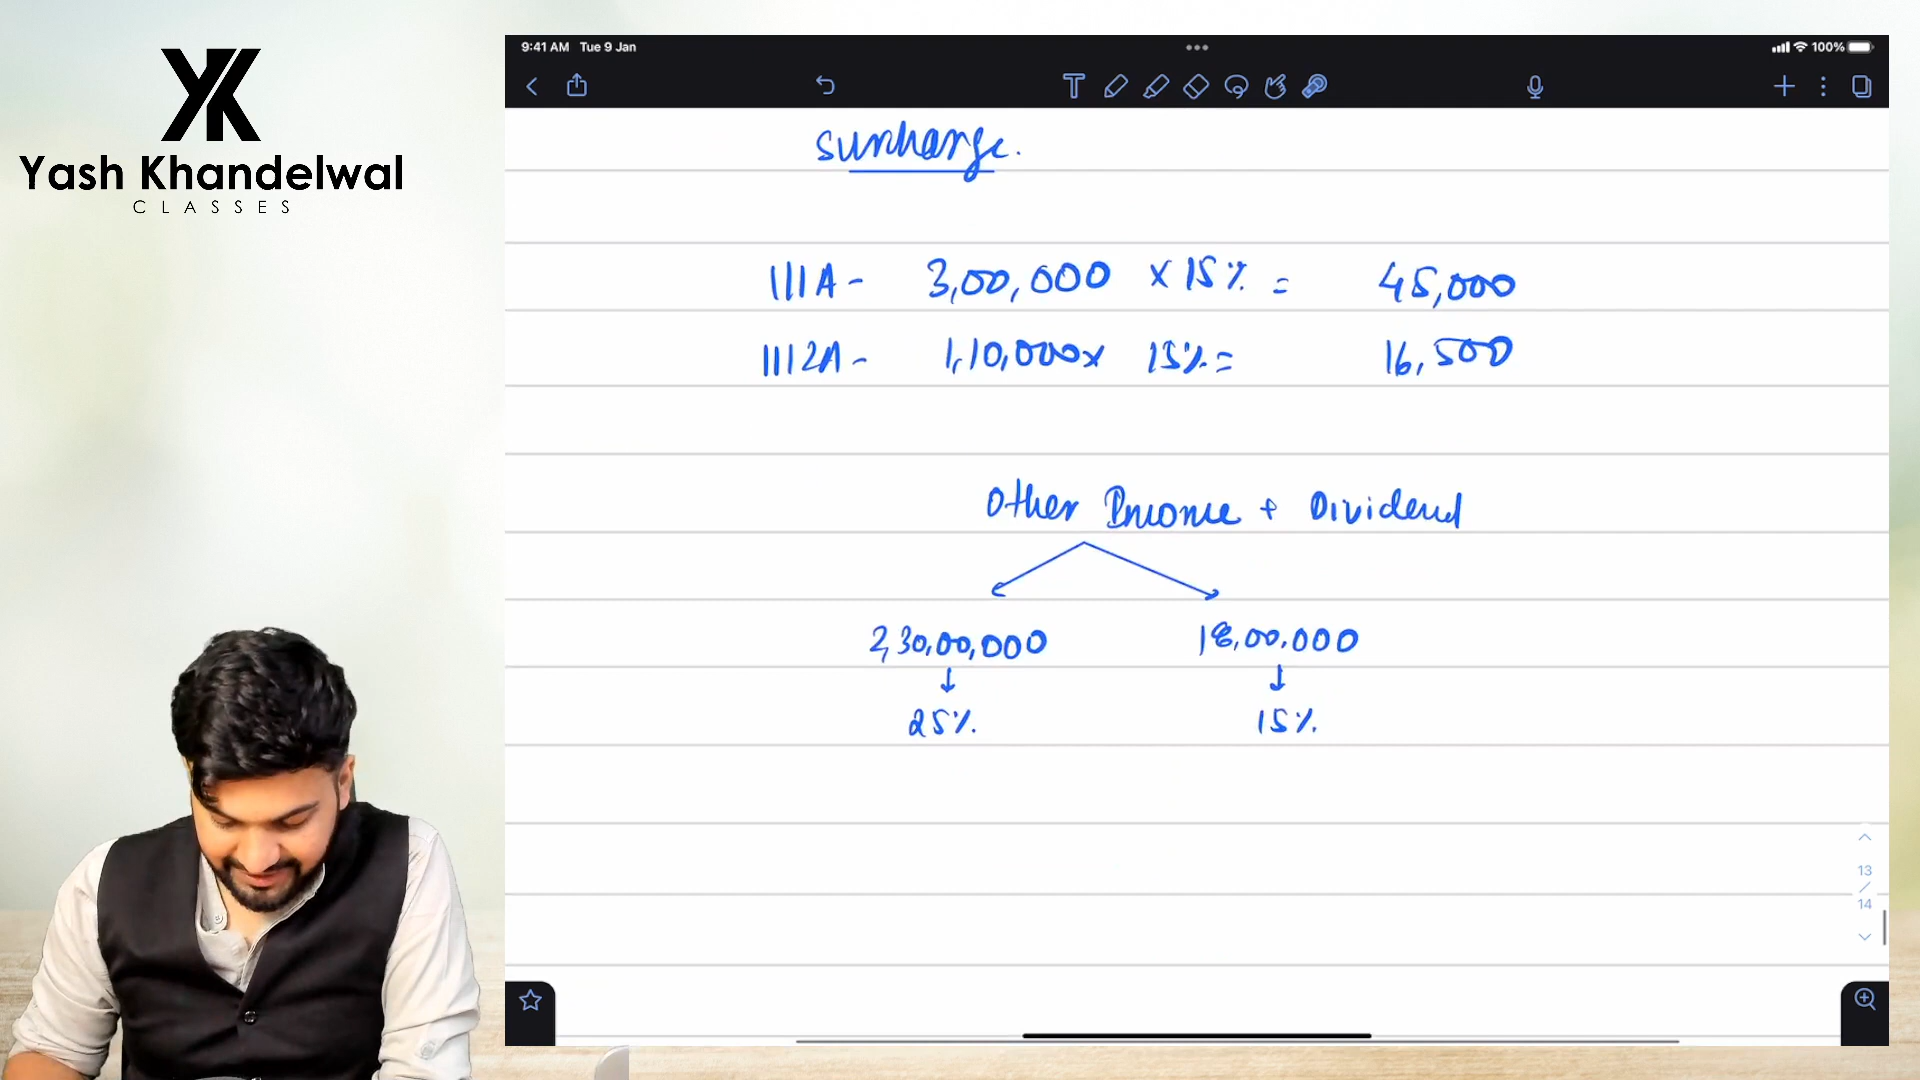 YK
Yash Khandelwal
CLASSES
9:41 AM Tue 9 Jan
100%
Surcharge.
111A - 3,00,000 x 15% = 45,000
1112A - 1,10,000 x 15% = 16,500
Other Income + Dividend
2,30,00,000 18,00,000
25% 15%
13
/
14